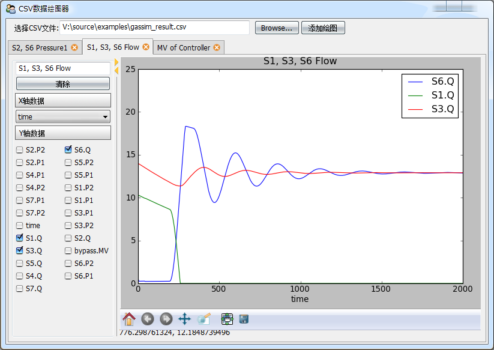 CSV数据绘图器
选择CSV文件: V:\source\examples\gassim_result.csv Browse... 添加绘图
S2, S6 Pressure1 S1, S3, S6 Flow MV of Controller
S1, S3, S6 Flow
清除
X轴数据
time
Y轴数据
S2.P2 S6.Q
S2.P1 S5.P2
S4.P1 S5.P1
S4.P2 S1.P2
S7.P1 S1.P1
S7.P2 S3.P1
time S3.P2
S1.Q S2.Q
S3.Q bypass.MV
S5.Q S6.P2
S4.Q S6.P1
S7.Q
S1, S3, S6 Flow
S6.Q
S1.Q
S3.Q
25
20
15
10
5
0
0 500 1000 1500 2000
time
776.298761324, 12.1848739496